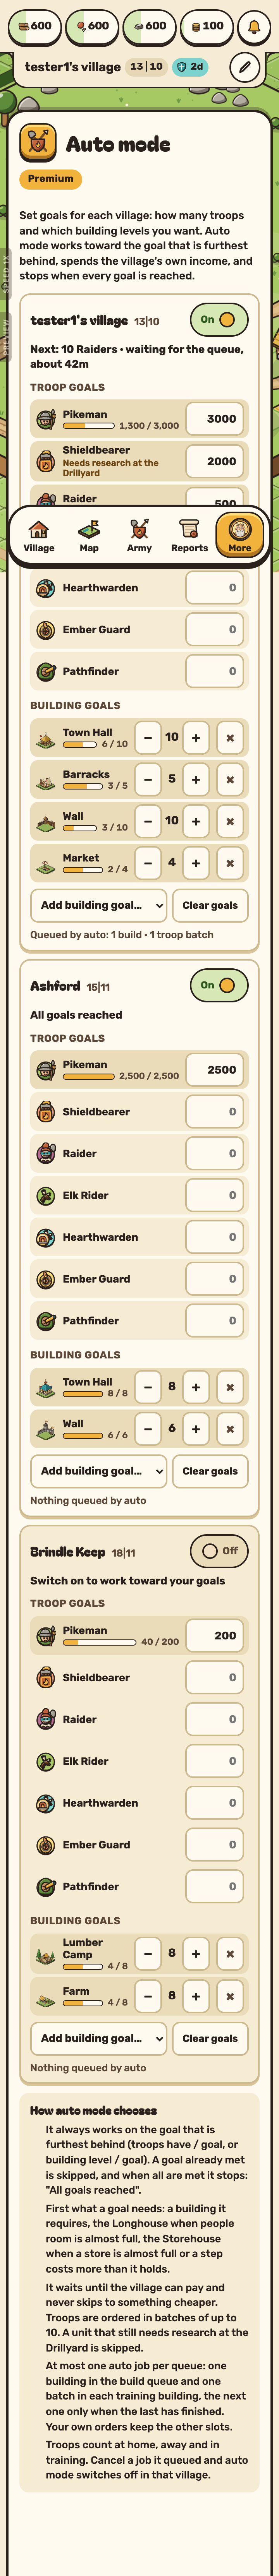 600
600
600
100
tester1's village 13|10 2d
Auto mode
Premium
Set goals for each village: how many troops
and which building levels you want. Auto
mode works toward the goal that is furthest
behind, spends the village's own income, and
stops when every goal is reached.
SPEED 1X
PREVIEW
tester1's village 13|10 On
Next: 10 Raiders · waiting for the queue,
about 42m
TROOP GOALS
Pikeman
1,300 / 3,000
3000
Shieldbearer
Needs research at the
Drillyard
2000
Raider
500
Village
Map
Army
Reports
More
Hearthwarden 0
Ember Guard 0
Pathfinder 0
BUILDING GOALS
Town Hall
6 / 10
− 10 + ×
Barracks
3 / 5
− 5 + ×
Wall
3 / 10
− 10 + ×
Market
2 / 4
− 4 + ×
Add building goal... Clear goals
Queued by auto: 1 build · 1 troop batch
Ashford 15|11 On
All goals reached
TROOP GOALS
Pikeman
2,500 / 2,500
2500
Shieldbearer 0
Raider 0
Elk Rider 0
Hearthwarden 0
Ember Guard 0
Pathfinder 0
BUILDING GOALS
Town Hall
8 / 8
− 8 + ×
Wall
6 / 6
− 6 + ×
Add building goal... Clear goals
Nothing queued by auto
Brindle Keep 18|11 Off
Switch on to work toward your goals
TROOP GOALS
Pikeman
40 / 200
200
Shieldbearer 0
Raider 0
Elk Rider 0
Hearthwarden 0
Ember Guard 0
Pathfinder 0
BUILDING GOALS
Lumber
Camp
4 / 8
− 8 + ×
Farm
4 / 8
− 8 + ×
Add building goal... Clear goals
Nothing queued by auto
How auto mode chooses
It always works on the goal that is
furthest behind (troops have / goal, or
building level / goal). A goal already met
is skipped, and when all are met it stops:
"All goals reached".
First what a goal needs: a building it
requires, the Longhouse when people
room is almost full, the Storehouse
when a store is almost full or a step
costs more than it holds.
It waits until the village can pay and
never skips to something cheaper.
Troops are ordered in batches of up to
10. A unit that still needs research at the
Drillyard is skipped.
At most one auto job per queue: one
building in the build queue and one
batch in each training building, the next
one only when the last has finished.
Your own orders keep the other slots.
Troops count at home, away and in
training. Cancel a job it queued and auto
mode switches off in that village.